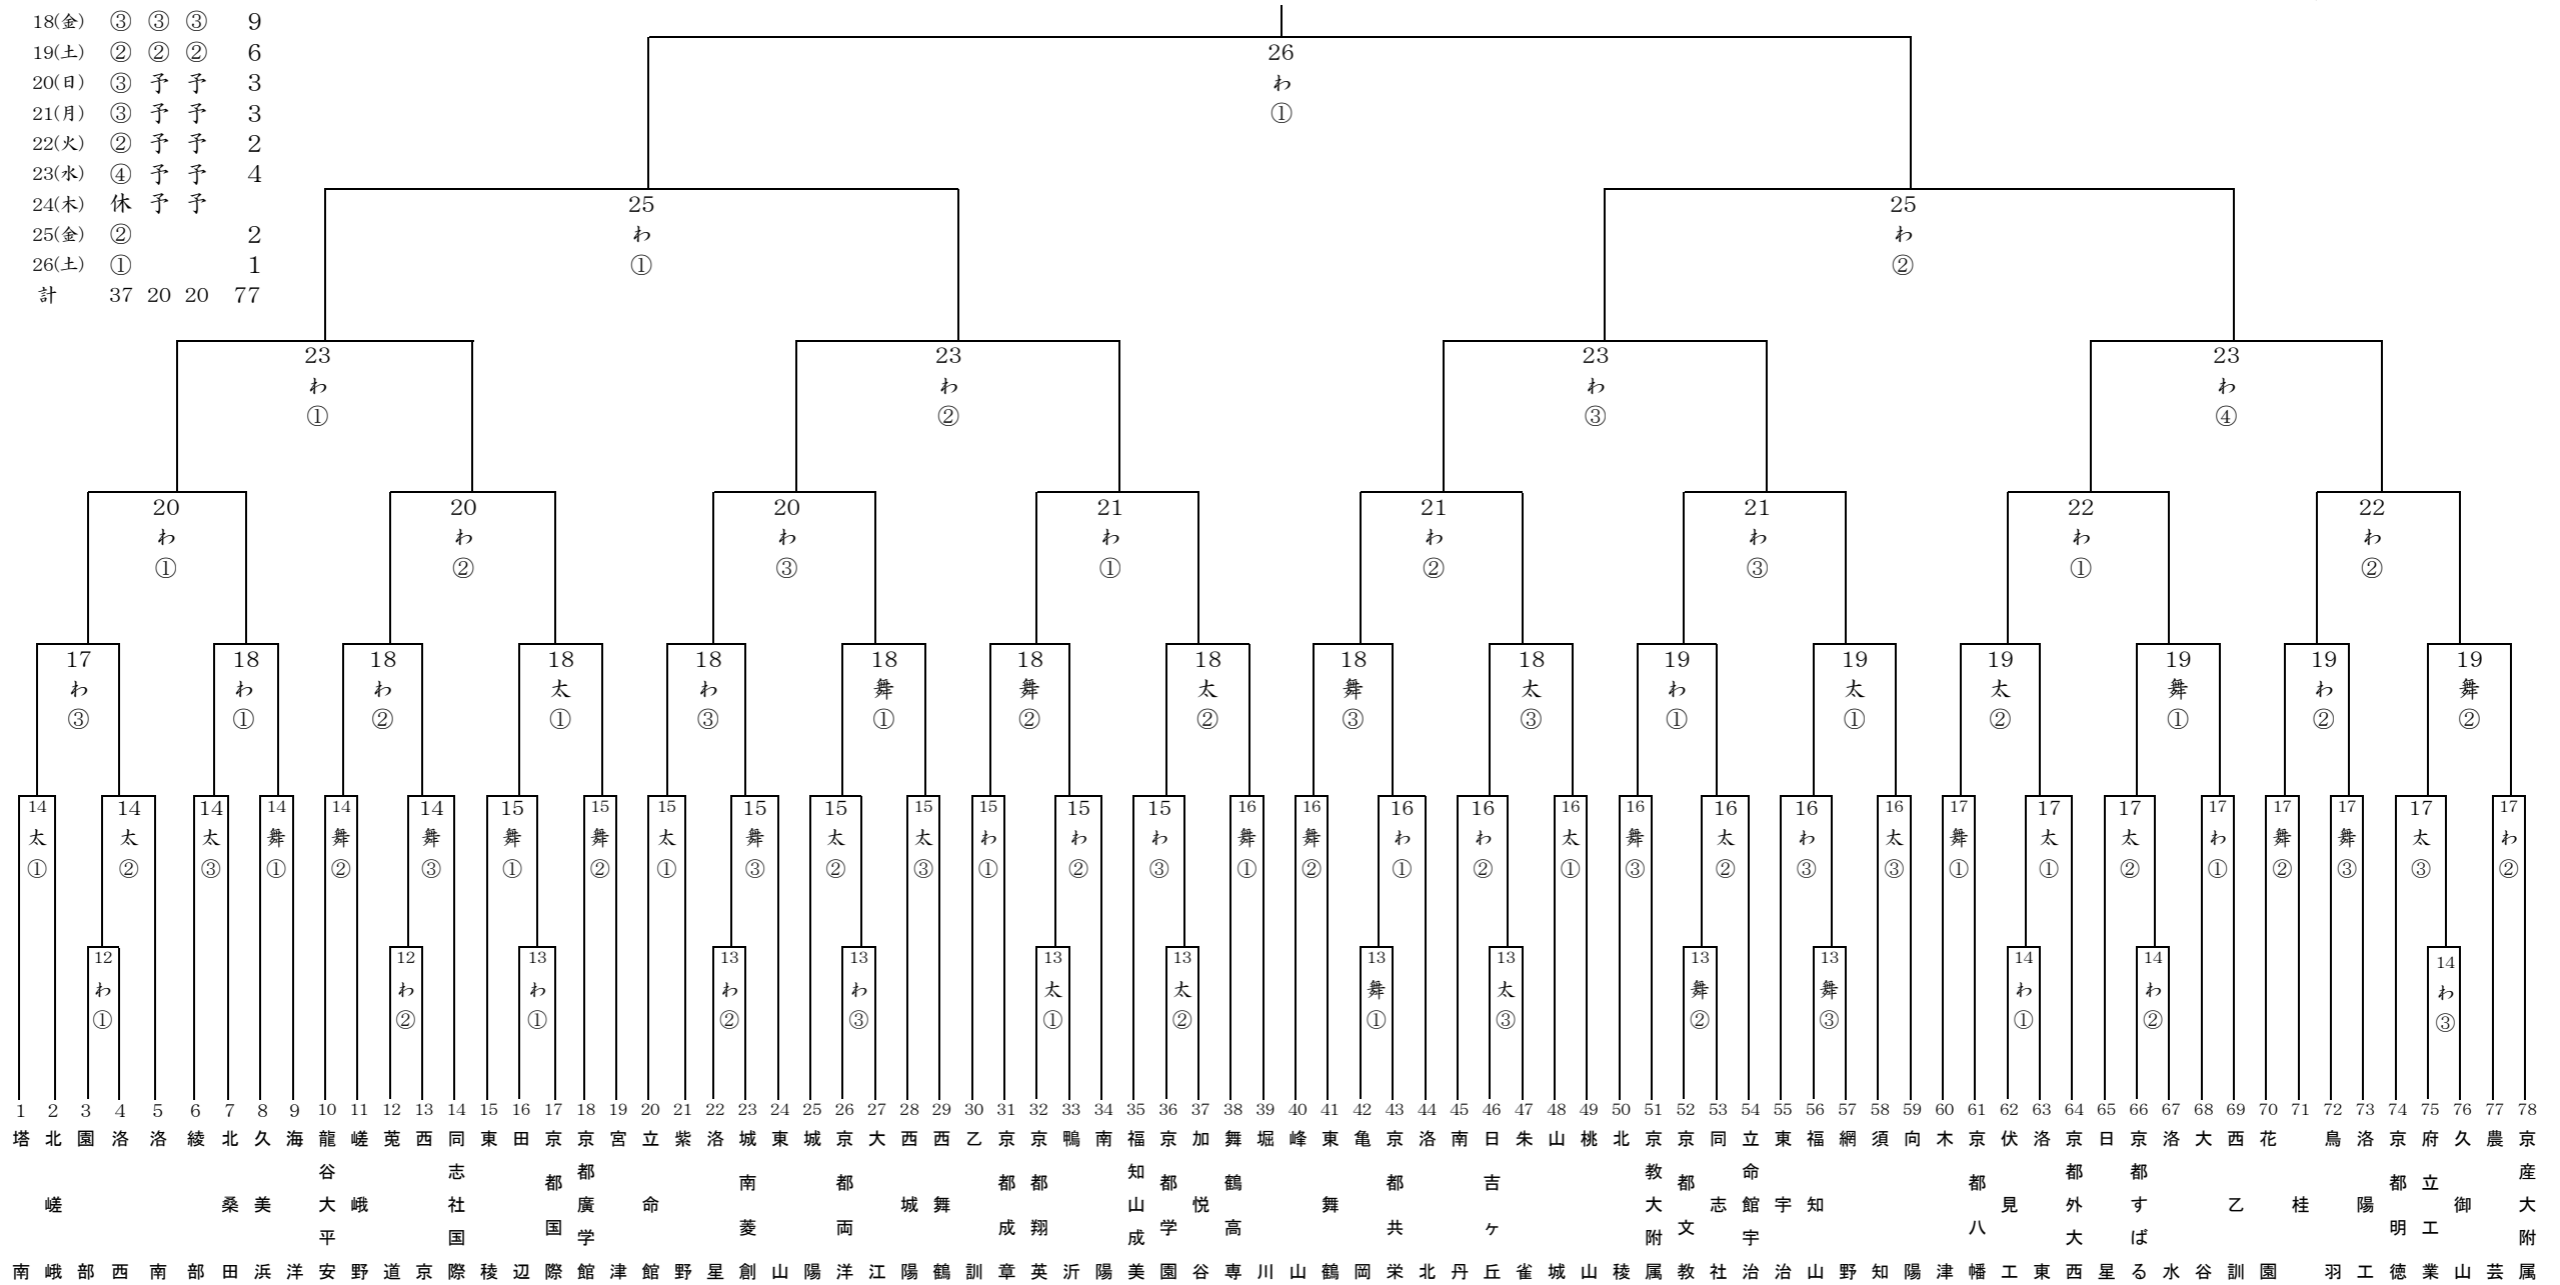 18(金) ③ ③ ③ 9
19(土) ② ② ② 6
20(日) ③ 予 予 3
21(月) ③ 予 予 3
22(火) ② 予 予 2
23(水) ④ 予 予 4
24(木) 休 予 予
25(金) ② 2
26(土) ① 1
計 37 20 20 77
26 わ ①
25 わ ①
25 わ ②
23 わ ①
23 わ ②
23 わ ③
23 わ ④
20 わ ①
20 わ ②
20 わ ③
21 わ ①
21 わ ②
21 わ ③
22 わ ①
22 わ ②
17 わ ③
18 わ ①
18 わ ②
18 太 ①
18 わ ③
18 舞 ①
18 舞 ②
18 太 ②
18 舞 ③
18 太 ③
19 わ ①
19 太 ①
19 太 ②
19 舞 ①
19 わ ②
19 舞 ②
14 太 ①
14 太 ②
14 太 ③
14 舞 ①
14 舞 ②
14 舞 ③
15 舞 ①
15 舞 ②
15 太 ①
15 舞 ③
15 太 ②
15 太 ③
15 わ ①
15 わ ②
15 わ ③
16 舞 ①
16 舞 ②
16 わ ①
16 わ ②
16 太 ①
16 舞 ③
16 太 ②
16 わ ③
16 太 ③
17 舞 ①
17 太 ①
17 太 ②
17 わ ①
17 舞 ②
17 舞 ③
17 太 ③
17 わ ②
12 わ ①
12 わ ②
13 わ ①
13 わ ②
13 わ ③
13 太 ①
13 太 ②
13 舞 ①
13 太 ③
13 舞 ②
13 舞 ③
14 わ ①
14 わ ②
14 わ ③
1 塔南
2 北嵯峨
3 園部
4 洛西
5 洛南
6 綾部
7 北桑田
8 久美浜
9 海洋
10 龍谷大平安
11 嵯峨野
12 莵道
13 西京
14 同志社国際
15 東稜
16 田辺
17 京都国際
18 京都廣学館
19 宮津
20 立命館
21 紫野
22 洛星
23 城南菱創
24 東山
25 城陽
26 京都両洋
27 大江
28 西城陽
29 西舞鶴
30 乙訓
31 京都成章
32 京都翔英
33 鴨沂
34 南陽
35 福知山成美
36 京都学園
37 加悦谷
38 舞鶴高専
39 堀川
40 峰山
41 東舞鶴
42 亀岡
43 京都共栄
44 洛北
45 南丹
46 日吉ヶ丘
47 朱雀
48 山城
49 桃山
50 北稜
51 京教大附属
52 京都文教
53 同志社
54 立命館宇治
55 東宇治
56 福知山
57 網野
58 須知
59 向陽
60 木津
61 京都八幡
62 伏見工
63 洛東
64 京都外大西
65 日星
66 京都すばる
67 洛水
68 大谷
69 西乙訓
70 花園
71 桂
72 鳥羽
73 洛陽工
74 京都明徳
75 府立工業
76 久御山
77 農芸
78 京産大附属